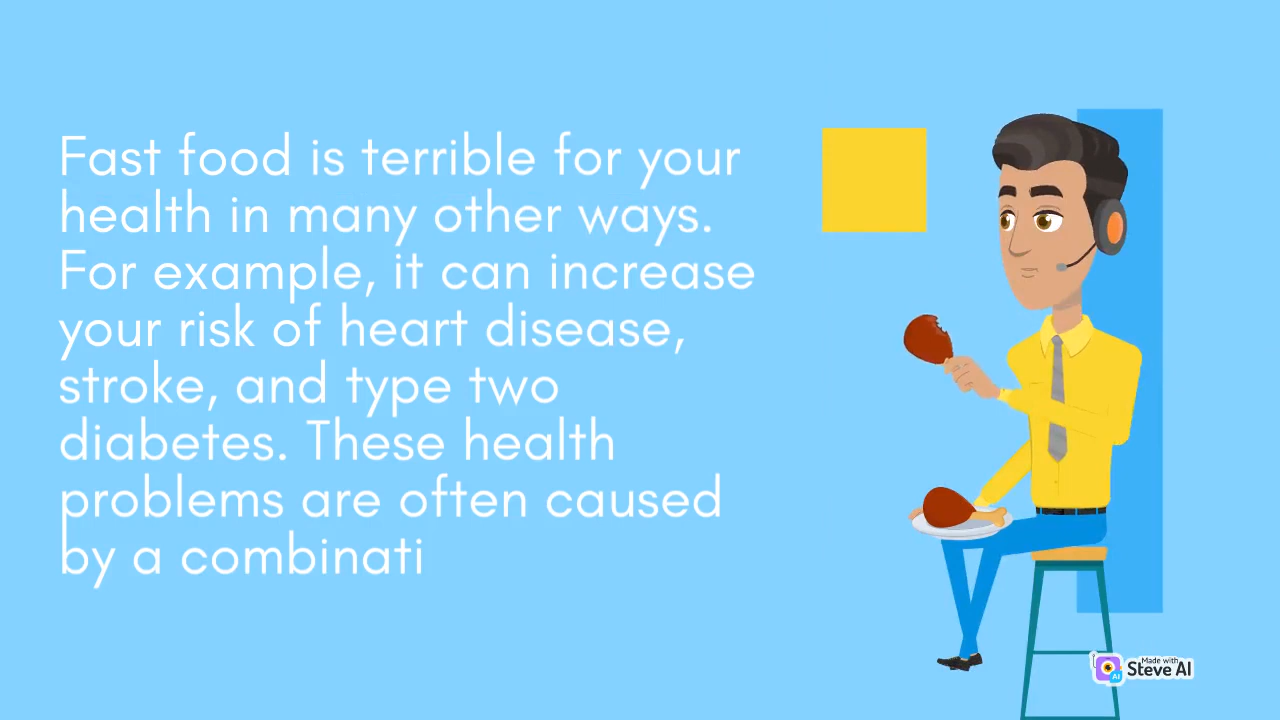 Fast food is terrible for your
health in many other ways.
For example, it can increase
your risk of heart disease,
stroke, and type two
diabetes. These health
problems are often caused
by a combinati
Made with
Steve AI
AI